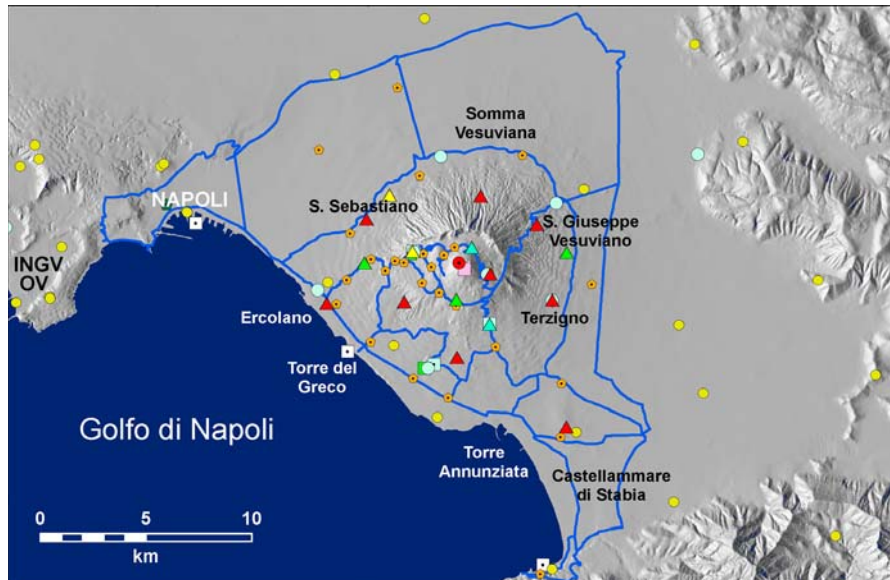 Somma
Vesuviana
NAPOLI
S. Sebastiano
S. Giuseppe
Vesuviano
INGV
OV
Ercolano
Terzigno
Torre del
Greco
Golfo di Napoli
Torre
Annunziata
Castellammare
di Stabia
0 5 10
km